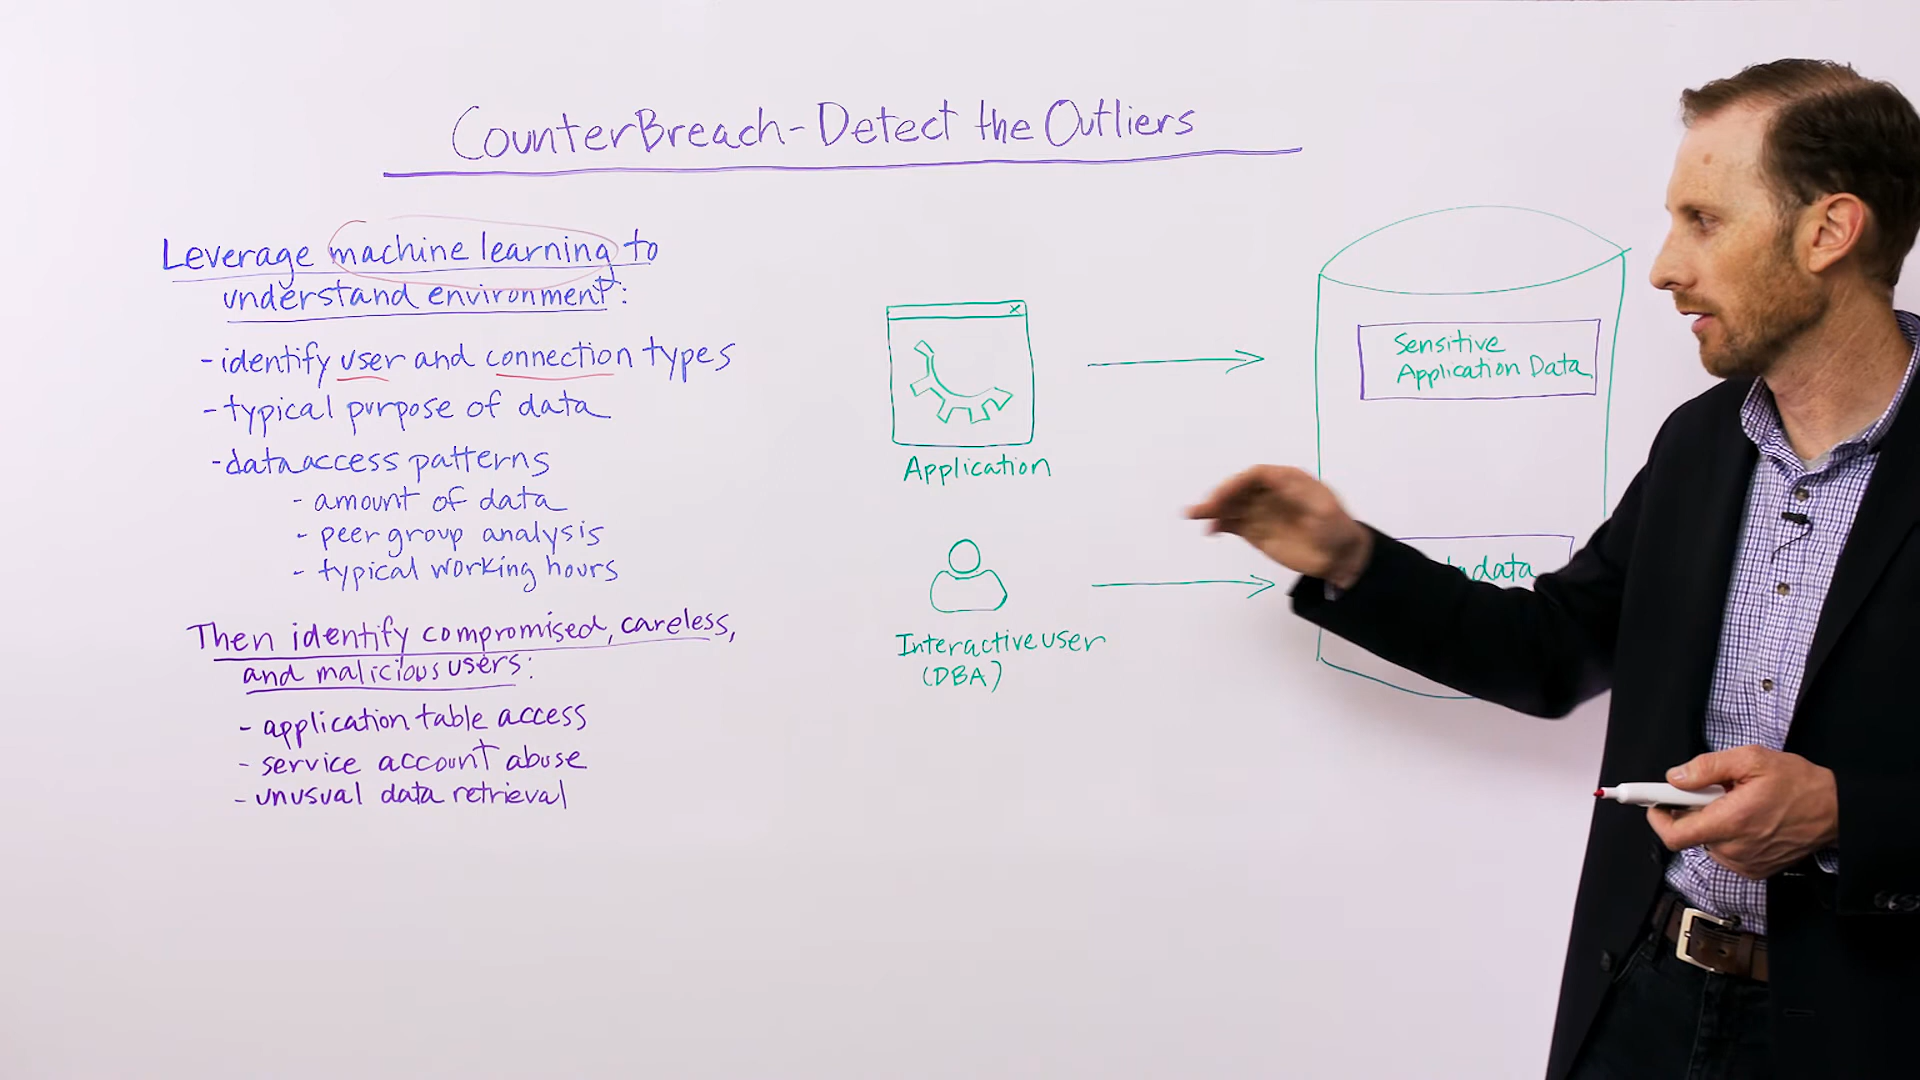 CounterBreach-Detect the Outliers
Leverage machine learning to
understand environment:
-identify user and connection types
-typical purpose of data
-data access patterns
- amount of data
- peer group analysis
- typical working hours
Then identify compromised, careless,
and malicious users:
- application table access
- service account abuse
- unusual data retrieval
Application
Interactive user
(DBA)
Sensitive
Application Data